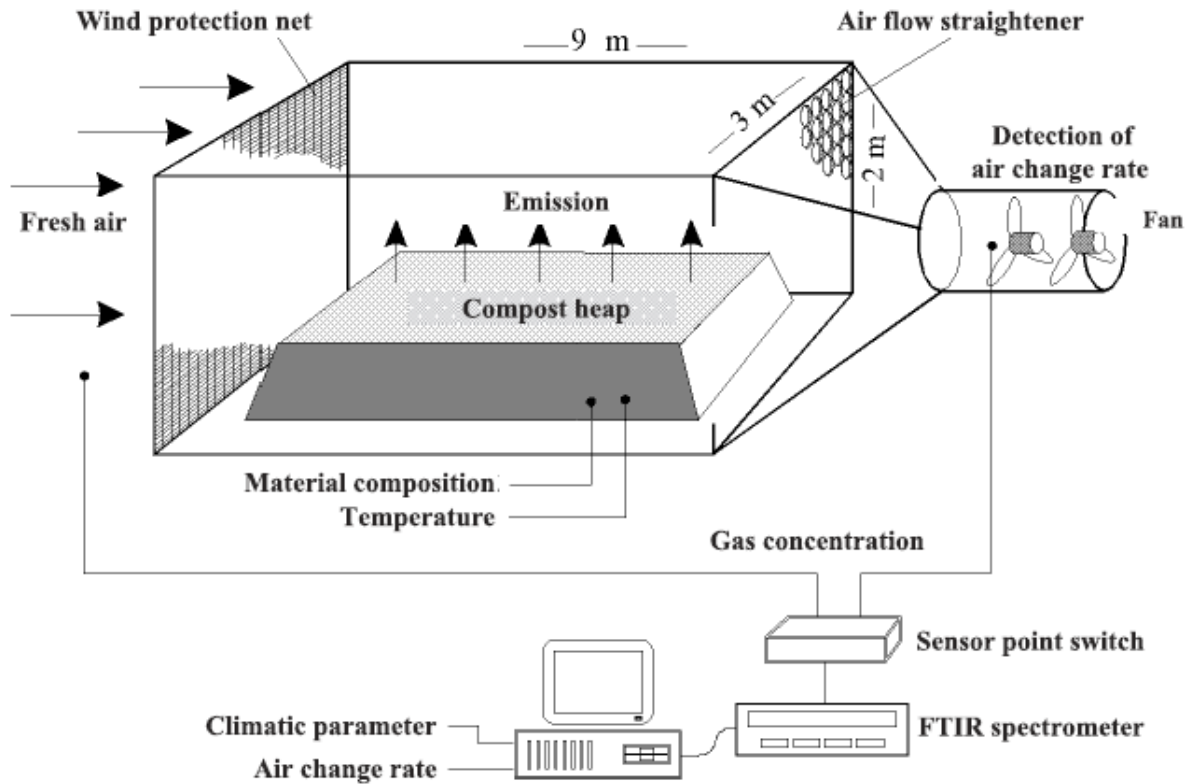 Wind protection net
9 m
Air flow straightener
3 m
2 m
Detection of
air change rate
Fan
Fresh air
Emission
Compost heap
Material composition
Temperature
Gas concentration
Sensor point switch
Climatic parameter
FTIR spectrometer
Air change rate